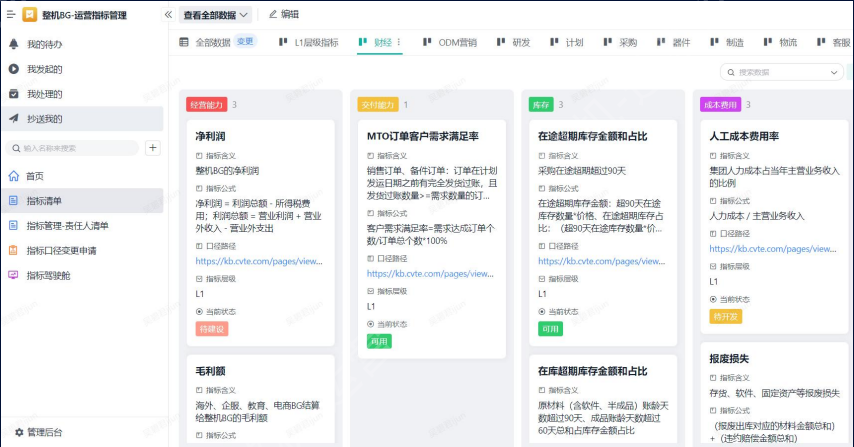 整机BG-运营指标管理
查看全部数据
编辑
我的待办
我发起的
我处理的
抄送我的
输入名称来搜索
首页
指标清单
指标管理-责任人清单
指标口径变更申请
指标驾驶舱
管理后台
全部数据 变更
L1层级指标
财经
ODM营销
研发
计划
采购
器件
制造
物流
客服
搜索数据
经营能力 3
净利润
指标含义
整机BG的净利润
指标公式
净利润 = 利润总额 - 所得税费
用；利润总额 = 营业利润 + 营业
外收入 - 营业外支出
口径路径
https://kb.cvte.com/pages/view...
指标层级
L1
当前状态
待建设
毛利额
指标含义
海外、企服、教育、电商BG结算
给整机BG的毛利额
指标公式
交付能力 1
MTO订单客户需求满足率
指标含义
销售订单、备件订单：订单在计划
发运日期之前有完全发货过账，且
发货过账数量>=需求数量的订...
指标公式
客户需求满足率=需求达成订单个
数/订单总个数*100%
口径路径
https://kb.cvte.com/pages/view...
指标层级
L1
当前状态
可用
库存 3
在途超期库存金额和占比
指标含义
采购在途超期超过90天
指标公式
在途超期库存金额：超90天在途
库存数量*价格、在途超期库存占
比：（超90天在途库存数量*价...
口径路径
https://kb.cvte.com/pages/view...
指标层级
L1
当前状态
可用
在库超期库存金额和占比
指标含义
原材料（含软件、半成品）账龄天
数超过90天、成品账龄天数超过
60天总和占库存金额占比
成本费用 3
人工成本费用率
指标含义
集团人力成本占当年主营业务收入
的比例
指标公式
人力成本 / 主营业务收入
口径路径
https://kb.cvte.com/pages/view...
指标层级
L1
当前状态
待开发
报废损失
指标含义
存货、软件、固定资产等报废损失
指标公式
（报废出库对应的材料金额总和）
+（违约赔偿金额总和）